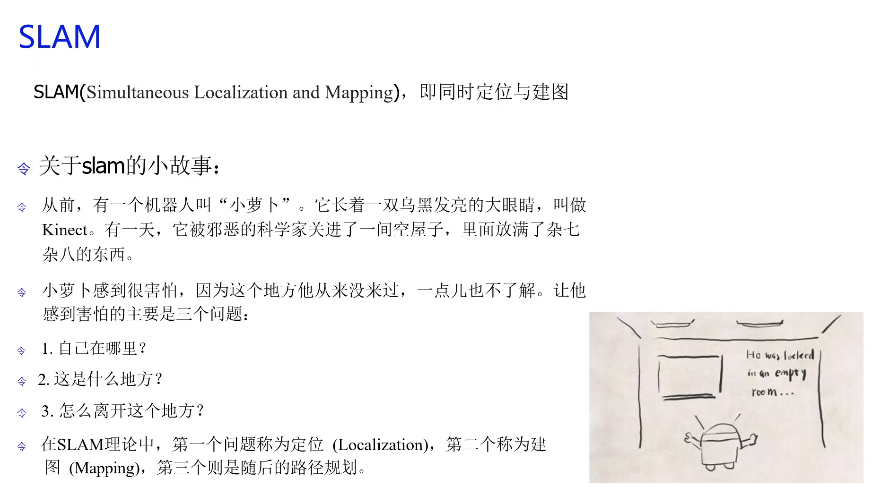 SLAM
SLAM(Simultaneous Localization and Mapping)，即同时定位与建图
关于slam的小故事：
从前，有一个机器人叫“小萝卜”。它长着一双乌黑发亮的大眼睛，叫做
Kinect。有一天，它被邪恶的科学家关进了一间空屋子，里面放满了杂七
杂八的东西。
小萝卜感到很害怕，因为这个地方他从来没来过，一点儿也不了解。让他
感到害怕的主要是三个问题：
1. 自己在哪里？
2. 这是什么地方？
3. 怎么离开这个地方？
在SLAM理论中，第一个问题称为定位 (Localization)，第二个称为建
图 (Mapping)，第三个则是随后的路径规划。
He was locked
in an empty
room...